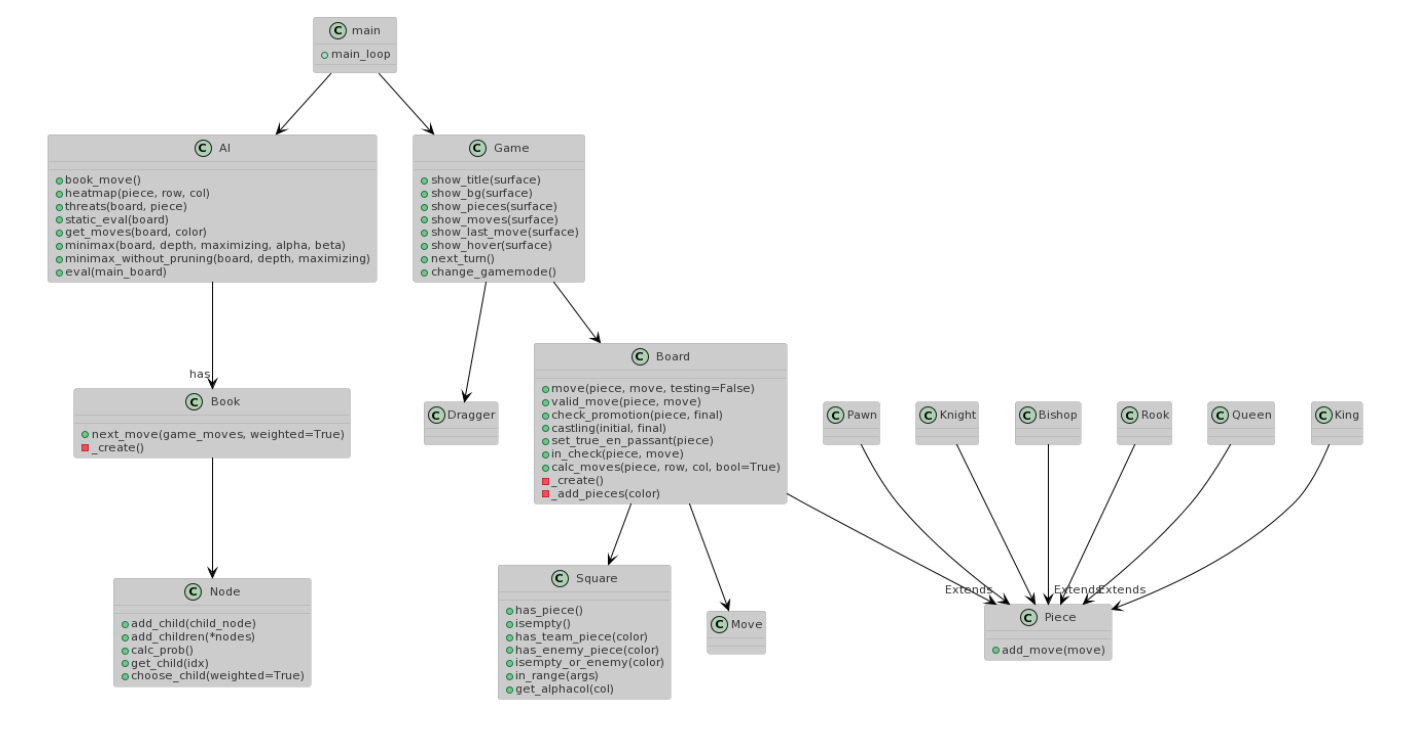 C main
main_loop
C AI
book_move()
heatmap(piece, row, col)
threats(board, piece)
static_eval(board)
get_moves(board, color)
minimax(board, depth, maximizing, alpha, beta)
minimax_without_pruning(board, depth, maximizing)
eval(main_board)
C Game
show_title(surface)
show_bg(surface)
show_pieces(surface)
show_moves(surface)
show_last_move(surface)
show_hover(surface)
next_turn()
change_gamemode()
has
C Book
next_move(game_moves, weighted=True)
_create()
C Dragger
C Board
move(piece, move, testing=False)
valid_move(piece, move)
check_promotion(piece, final)
castling(initial, final)
set_true_en_passant(piece)
in_check(piece, move)
calc_moves(piece, row, col, bool=True)
_create()
_add_pieces(color)
C Pawn
C Knight
C Bishop
C Rook
C Queen
C King
C Node
add_child(child_node)
add_children(*nodes)
calc_prob()
get_child(idx)
choose_child(weighted=True)
C Square
has_piece()
isempty()
has_team_piece(color)
has_enemy_piece(color)
isempty_or_enemy(color)
in_range(args)
get_alphacol(col)
C Move
Extends
Extends
Extends
C Piece
add_move(move)